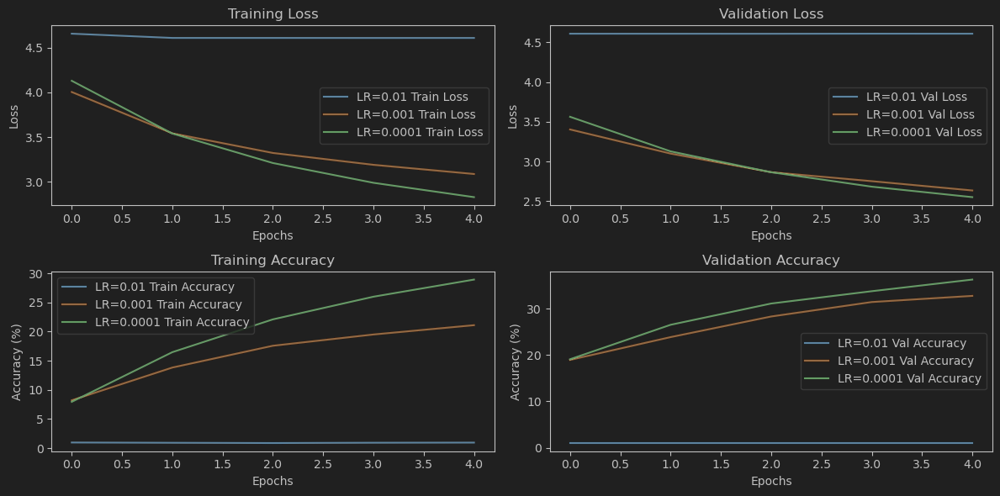 Training Loss
Loss
4.5
4.0
3.5
3.0
LR=0.01 Train Loss
LR=0.001 Train Loss
LR=0.0001 Train Loss
0.0 0.5 1.0 1.5 2.0 2.5 3.0 3.5 4.0
Epochs
Validation Loss
Loss
4.5
4.0
3.5
3.0
2.5
LR=0.01 Val Loss
LR=0.001 Val Loss
LR=0.0001 Val Loss
0.0 0.5 1.0 1.5 2.0 2.5 3.0 3.5 4.0
Epochs
Training Accuracy
Accuracy (%)
30
25
20
15
10
5
0
LR=0.01 Train Accuracy
LR=0.001 Train Accuracy
LR=0.0001 Train Accuracy
0.0 0.5 1.0 1.5 2.0 2.5 3.0 3.5 4.0
Epochs
Validation Accuracy
Accuracy (%)
30
20
10
0
LR=0.01 Val Accuracy
LR=0.001 Val Accuracy
LR=0.0001 Val Accuracy
0.0 0.5 1.0 1.5 2.0 2.5 3.0 3.5 4.0
Epochs